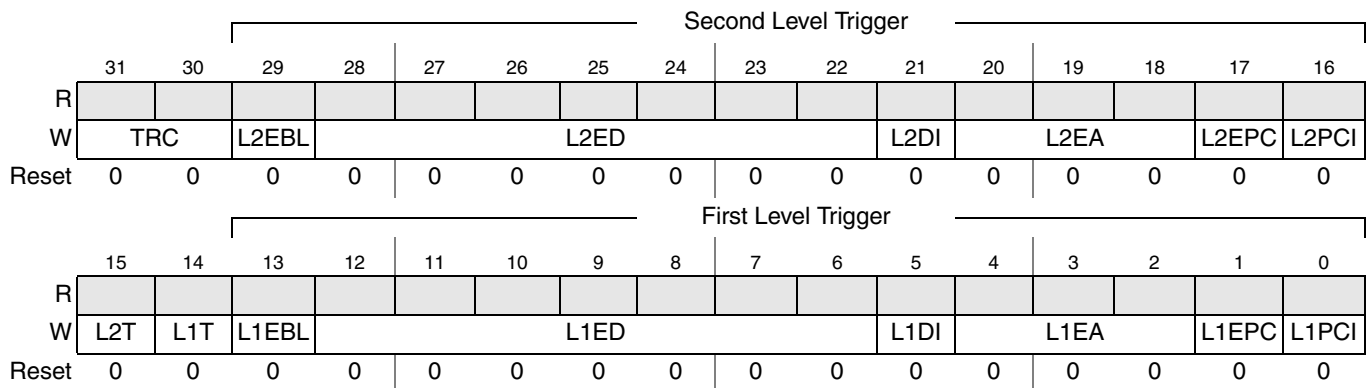 Second Level Trigger
31 30 29 28 27 26 25 24 23 22 21 20 19 18 17 16
R
W TRC L2EBL L2ED L2DI L2EA L2EPC L2PCI
Reset 0 0 0 0 0 0 0 0 0 0 0 0 0 0 0 0
First Level Trigger
15 14 13 12 11 10 9 8 7 6 5 4 3 2 1 0
R
W L2T L1T L1EBL L1ED L1DI L1EA L1EPC L1PCI
Reset 0 0 0 0 0 0 0 0 0 0 0 0 0 0 0 0